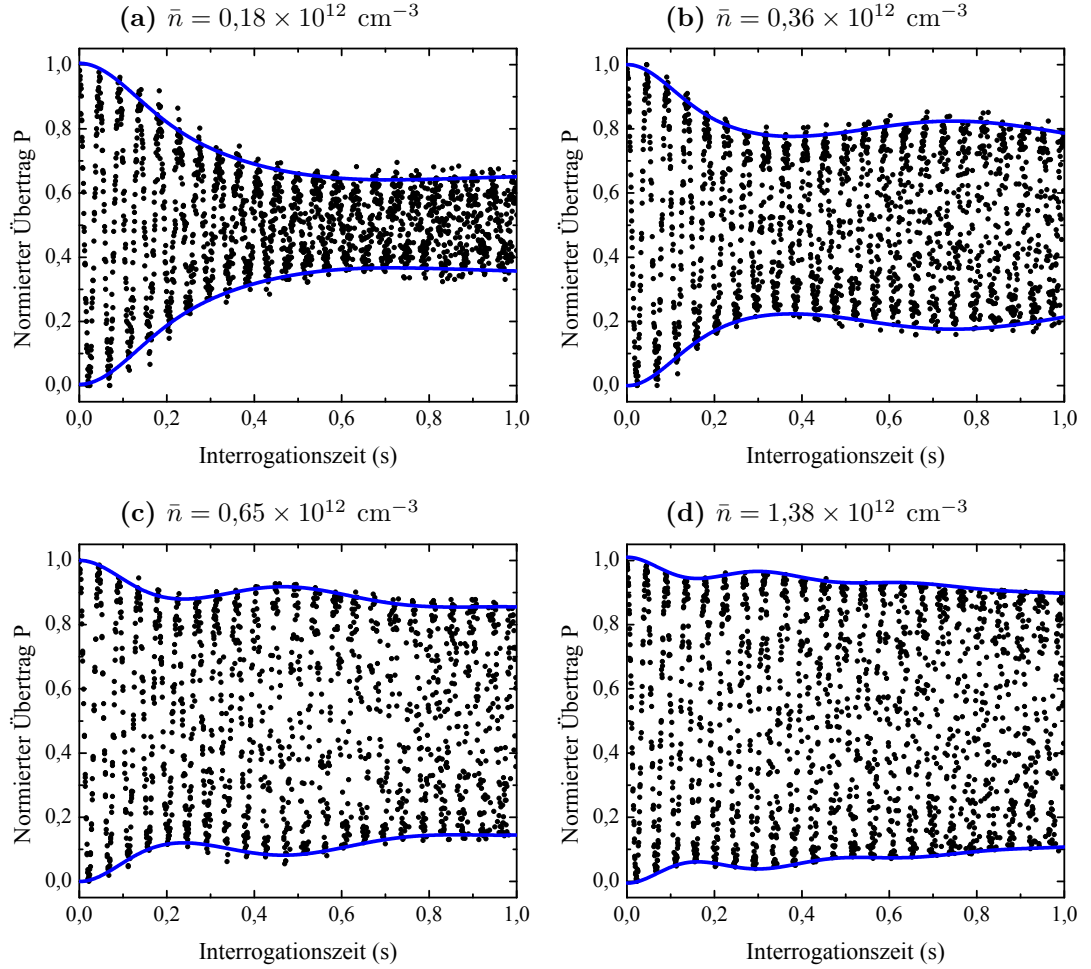 (a) n̄ = 0,18 × 10¹² cm⁻³
Normierter Übertrag P
1,0
0,8
0,6
0,4
0,2
0,0
0,0 0,2 0,4 0,6 0,8 1,0
Interrogationszeit (s)
(b) n̄ = 0,36 × 10¹² cm⁻³
Normierter Übertrag P
1,0
0,8
0,6
0,4
0,2
0,0
0,0 0,2 0,4 0,6 0,8 1,0
Interrogationszeit (s)
(c) n̄ = 0,65 × 10¹² cm⁻³
Normierter Übertrag P
1,0
0,8
0,6
0,4
0,2
0,0
0,0 0,2 0,4 0,6 0,8 1,0
Interrogationszeit (s)
(d) n̄ = 1,38 × 10¹² cm⁻³
Normierter Übertrag P
1,0
0,8
0,6
0,4
0,2
0,0
0,0 0,2 0,4 0,6 0,8 1,0
Interrogationszeit (s)